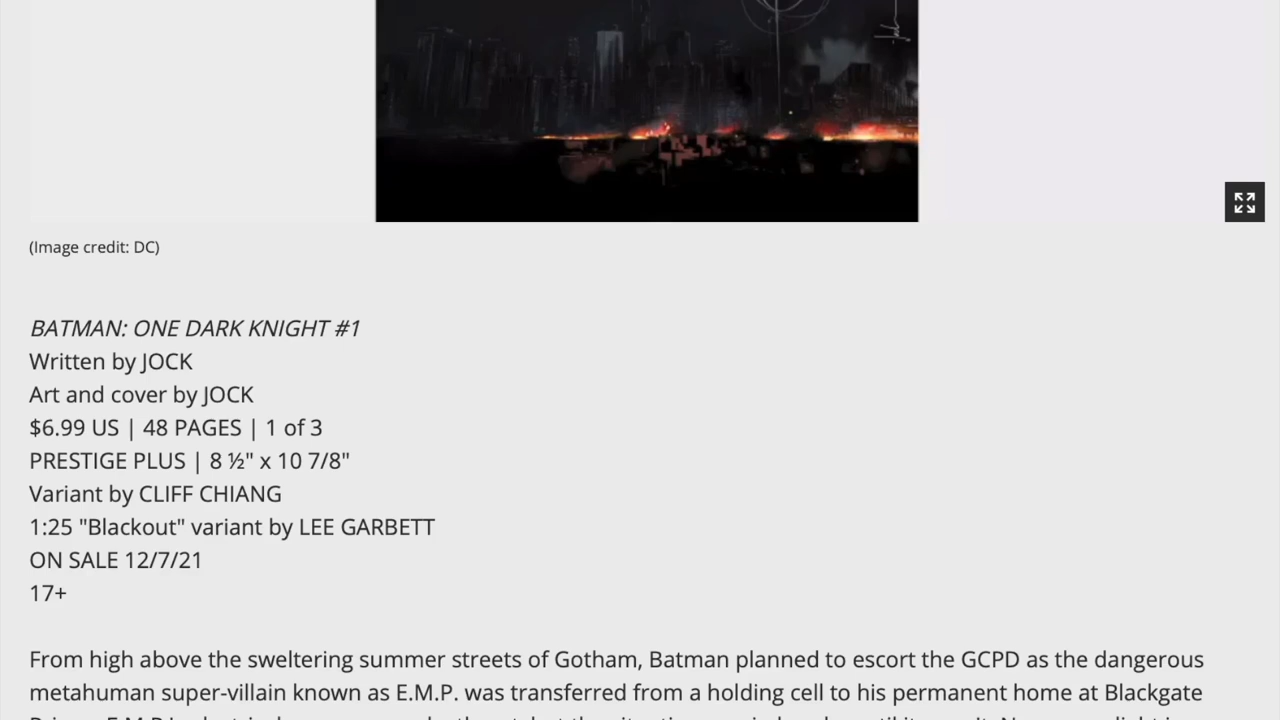 (Image credit: DC)
BATMAN: ONE DARK KNIGHT #1
Written by JOCK
Art and cover by JOCK
$6.99 US | 48 PAGES | 1 of 3
PRESTIGE PLUS | 8 ½" x 10 7/8"
Variant by CLIFF CHIANG
1:25 "Blackout" variant by LEE GARBETT
ON SALE 12/7/21
17+
From high above the sweltering summer streets of Gotham, Batman planned to escort the GCPD as the dangerous
metahuman super-villain known as E.M.P. was transferred from a holding cell to his permanent home at Blackgate